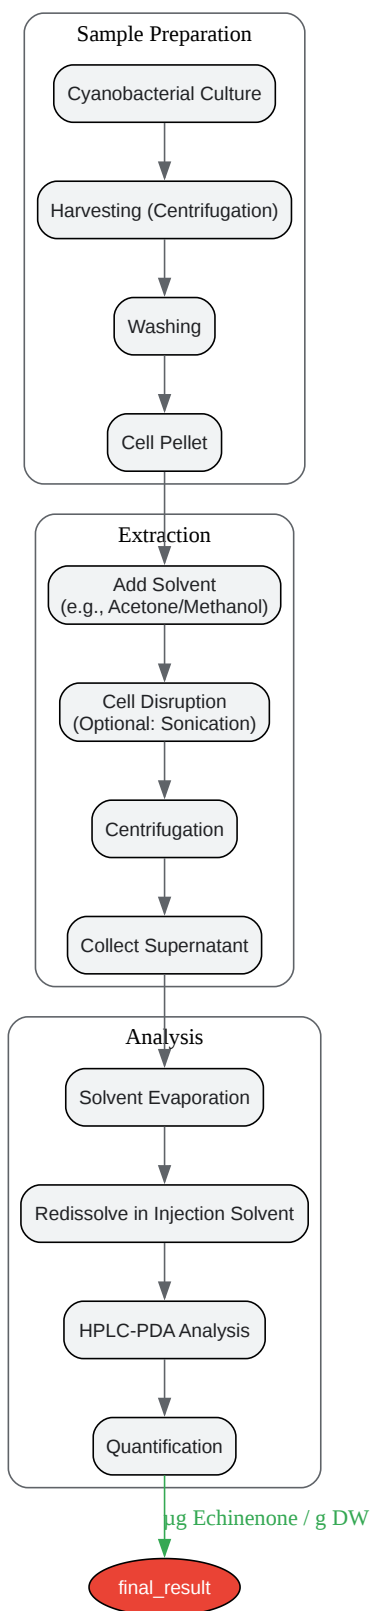 Sample Preparation
Cyanobacterial Culture
Harvesting (Centrifugation)
Washing
Cell Pellet
Extraction
Add Solvent
(e.g., Acetone/Methanol)
Cell Disruption
(Optional: Sonication)
Centrifugation
Collect Supernatant
Analysis
Solvent Evaporation
Redissolve in Injection Solvent
HPLC-PDA Analysis
Quantification
µg Echinenone / g DW
final_result